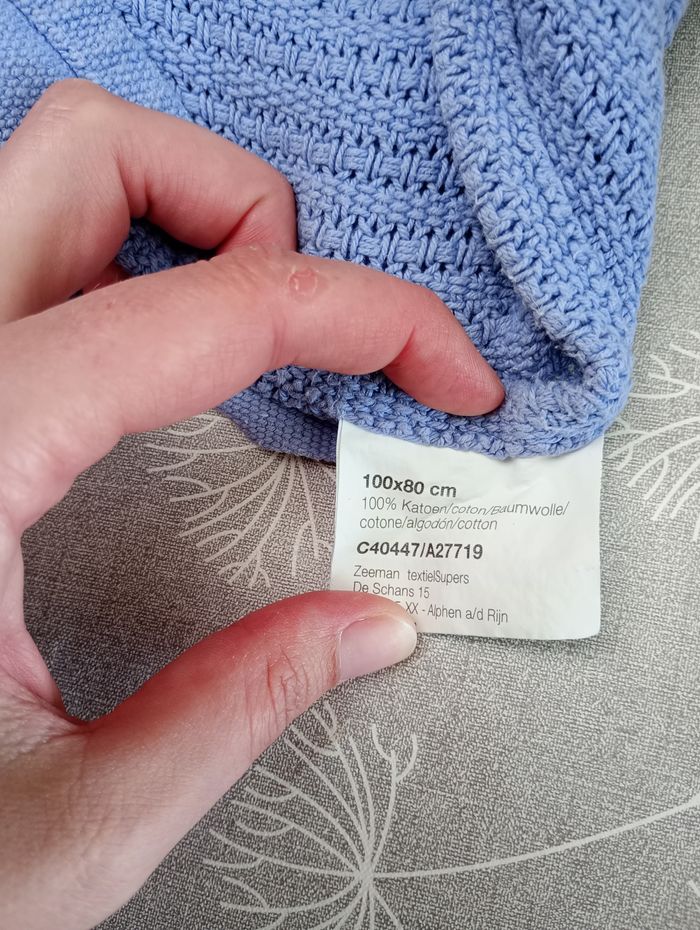 100x80 cm
100% Katoen/coton/Baumwolle/
cotone/algodón/cotton
C40447/A27719
Zeeman textielSupers
De Schans 15
XX - Alphen a/d Rijn